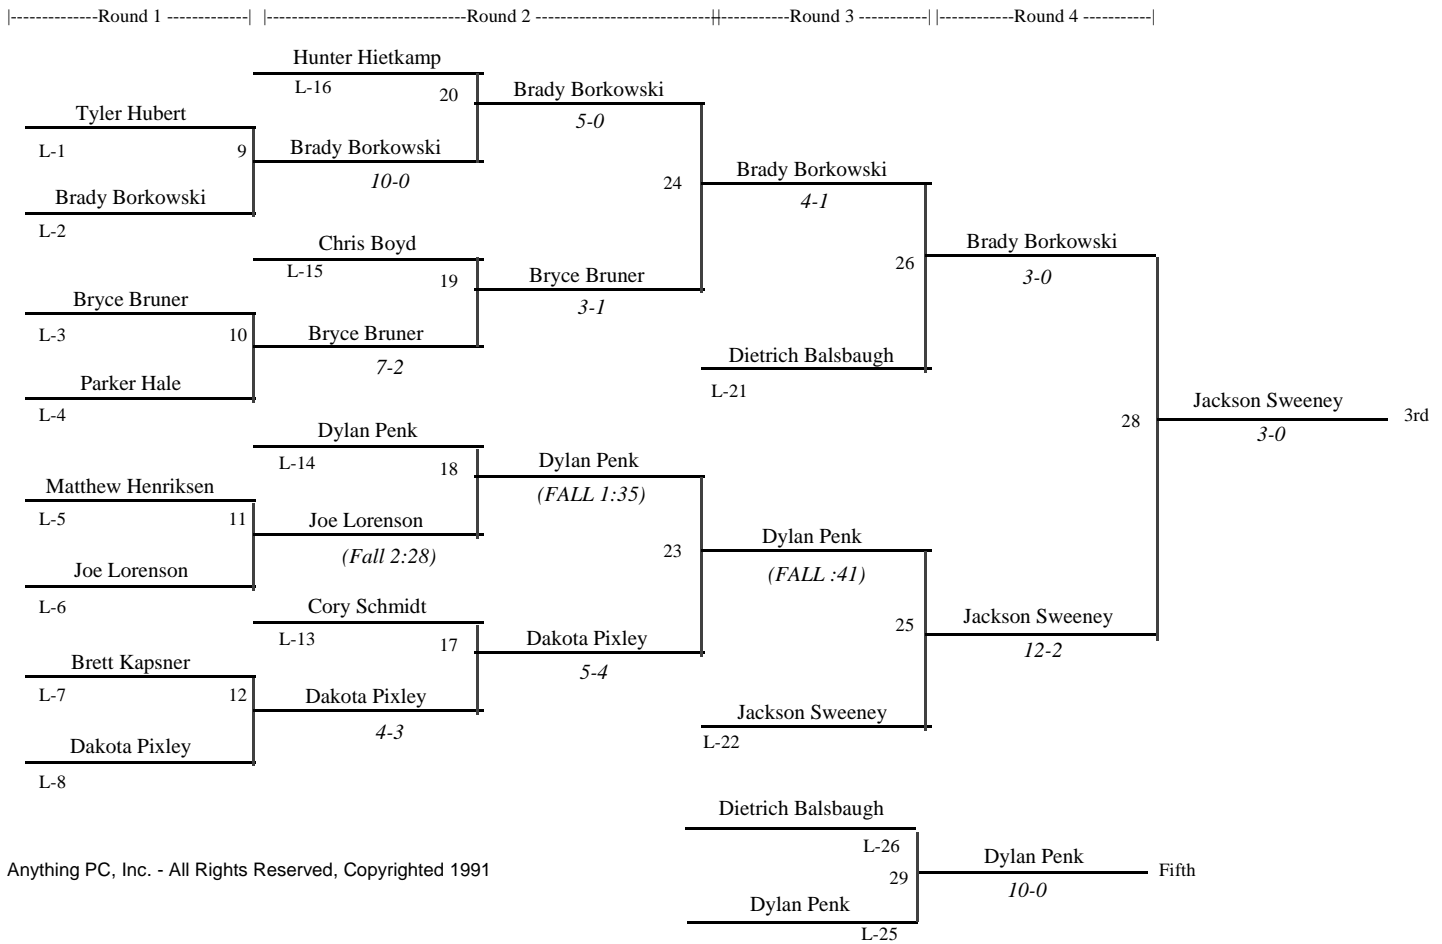 |--------------Round 1 --------------| |----------------------------------Round 2 -------------------------------||------------Round 3 -----------| |------------Round 4 -----------|
Hunter Hietkamp
L-16
20
Brady Borkowski
5-0
Tyler Hubert
L-1
9
Brady Borkowski
10-0
Brady Borkowski
L-2
24
Brady Borkowski
4-1
Chris Boyd
L-15
19
Bryce Bruner
3-1
Bryce Bruner
L-3
10
Bryce Bruner
7-2
Parker Hale
L-4
26
Brady Borkowski
3-0
Dietrich Balsbaugh
L-21
28
Jackson Sweeney
3rd
3-0
Dylan Penk
L-14
18
Dylan Penk
(FALL 1:35)
Matthew Henriksen
L-5
11
Joe Lorenson
(Fall 2:28)
Joe Lorenson
L-6
23
Dylan Penk
(FALL :41)
Cory Schmidt
L-13
17
Dakota Pixley
5-4
Brett Kapsner
L-7
12
Dakota Pixley
4-3
Dakota Pixley
L-8
25
Jackson Sweeney
12-2
Jackson Sweeney
L-22
Dietrich Balsbaugh
L-26
29
Dylan Penk
Fifth
10-0
Dylan Penk
L-25
Anything PC, Inc. - All Rights Reserved, Copyrighted 1991